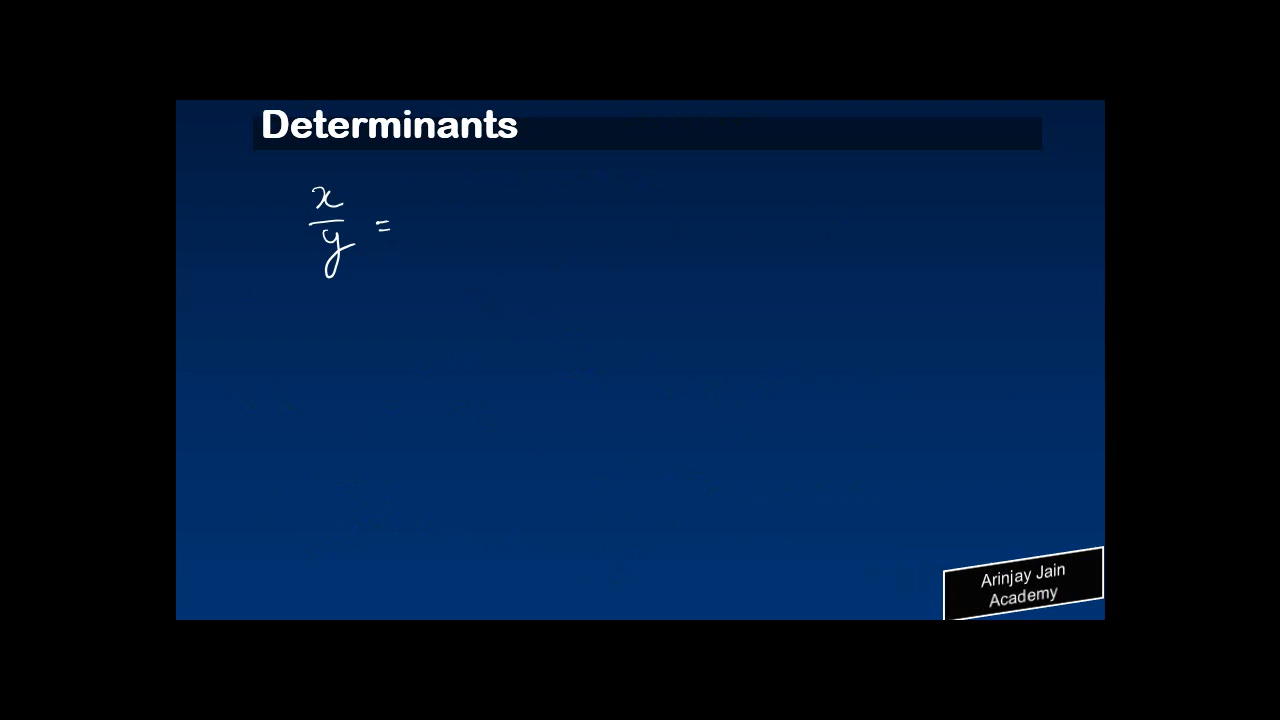 Determinants
x
y =
Arinjay Jain
Academy